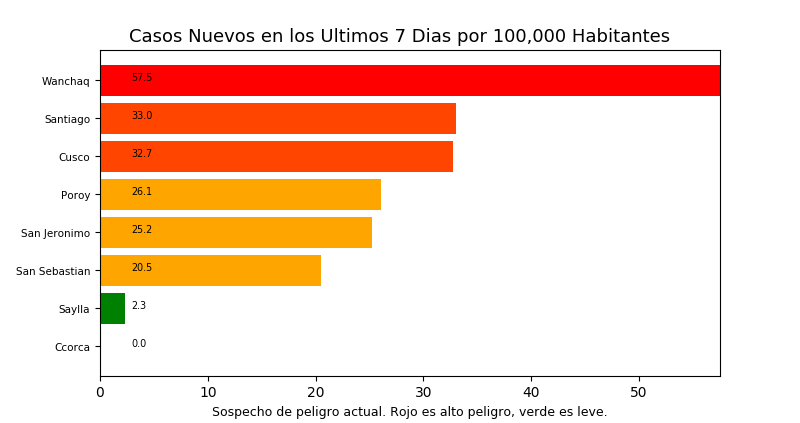 Casos Nuevos en los Ultimos 7 Dias por 100,000 Habitantes
Wanchaq 57.5
Santiago 33.0
Cusco 32.7
Poroy 26.1
San Jeronimo 25.2
San Sebastian 20.5
Saylla 2.3
Ccorca 0.0
0 10 20 30 40 50
Sospecho de peligro actual. Rojo es alto peligro, verde es leve.